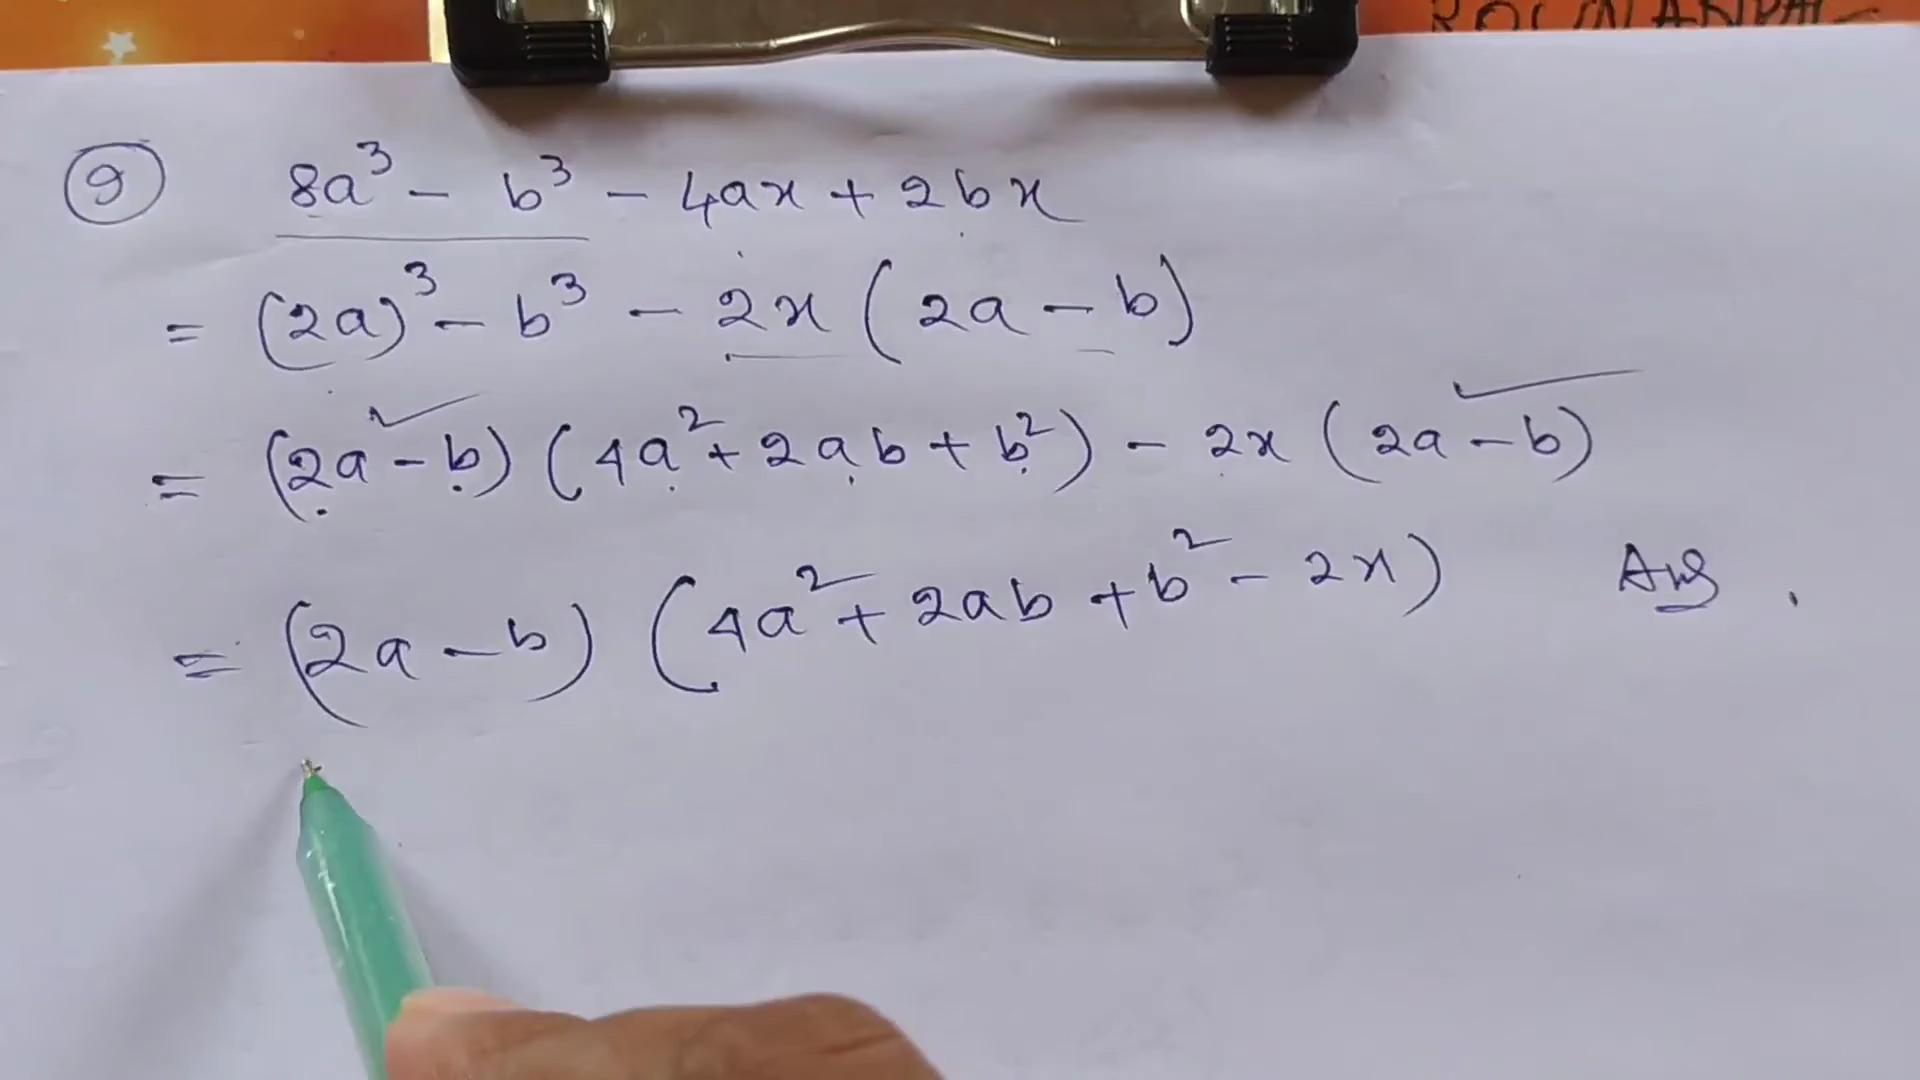 9 8a³ - b³ - 4ax + 2bx
= (2a)³ - b³ - 2x (2a - b)
= (2a - b) (4a² + 2ab + b²) - 2x (2a - b)
= (2a - b) (4a² + 2ab + b² - 2x) Ans.